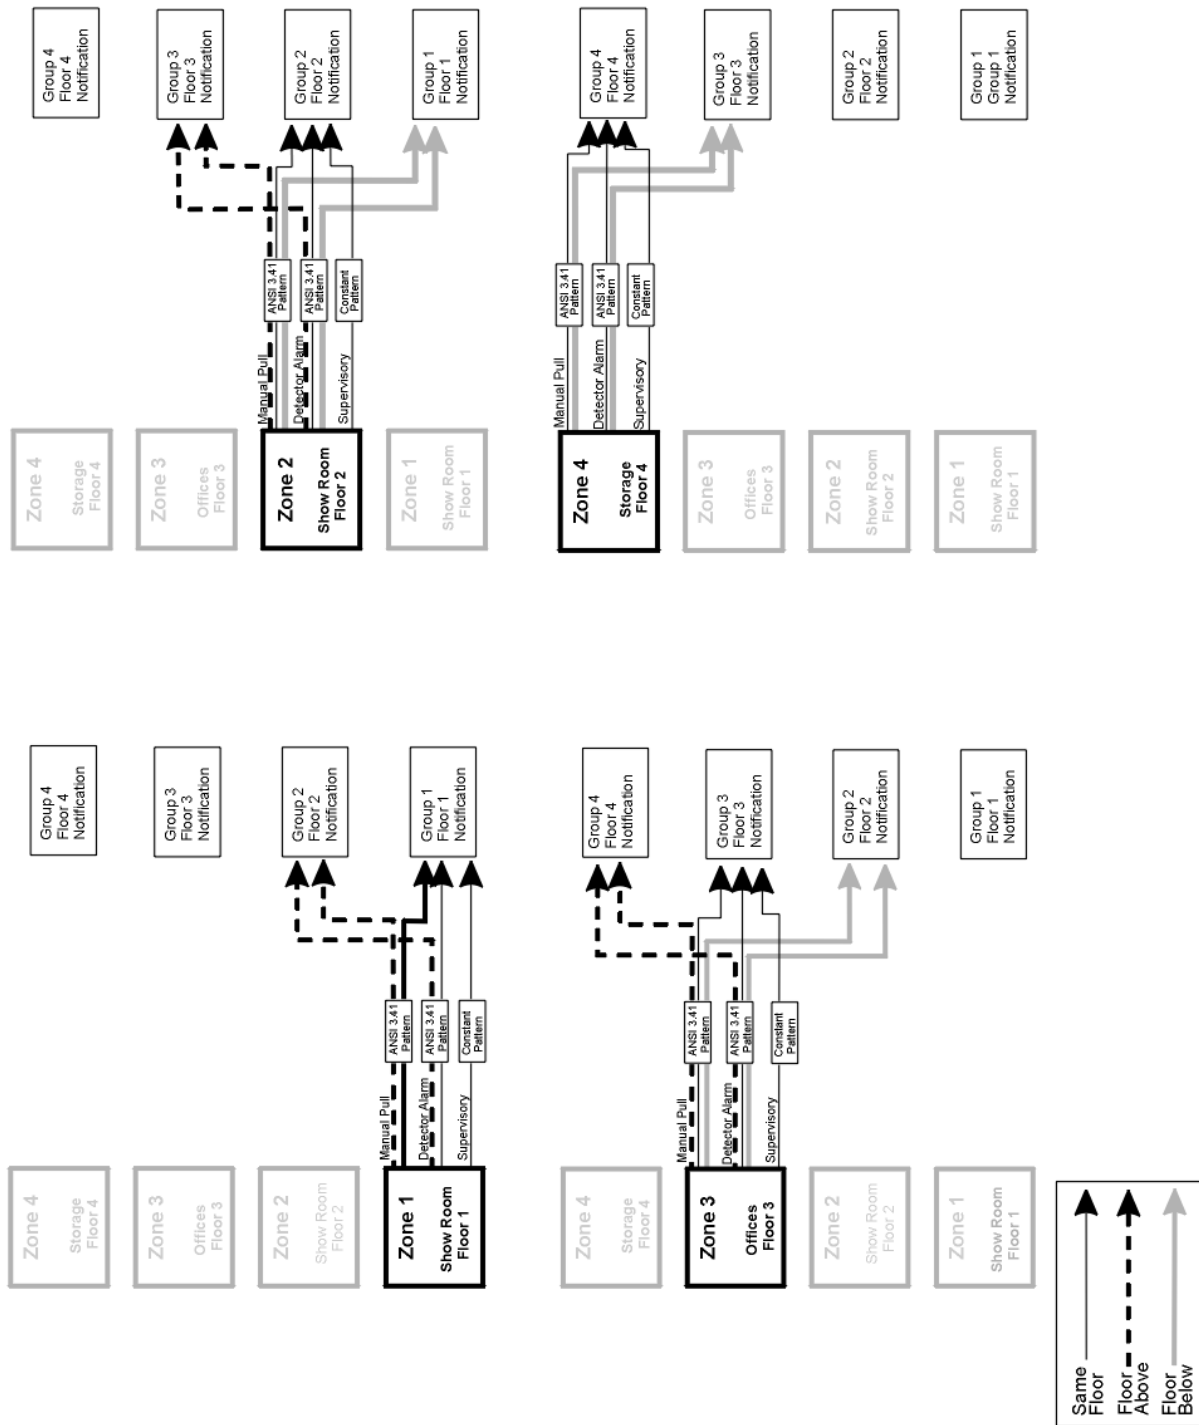 Group 4
Floor 4
Notification
Group 3
Floor 3
Notification
Group 2
Floor 2
Notification
Group 1
Floor 1
Notification
ANSI 3.41
Pattern
ANSI 3.41
Pattern
Constant
Pattern
Manual Pull
Detector Alarm
Supervisory
Zone 4
Storage
Floor 4
Zone 3
Offices
Floor 3
Zone 2
Show Room
Floor 2
Zone 1
Show Room
Floor 1
Group 4
Floor 4
Notification
Group 3
Floor 3
Notification
Group 2
Floor 2
Notification
Group 1
Group 1
Notification
ANSI 3.41
Pattern
ANSI 3.41
Pattern
Constant
Pattern
Manual Pull
Detector Alarm
Supervisory
Zone 4
Storage
Floor 4
Zone 3
Offices
Floor 3
Zone 2
Show Room
Floor 2
Zone 1
Show Room
Floor 1
Group 4
Floor 4
Notification
Group 3
Floor 3
Notification
Group 2
Floor 2
Notification
Group 1
Floor 1
Notification
ANSI 3.41
Pattern
ANSI 3.41
Pattern
Constant
Pattern
Manual Pull
Detector Alarm
Supervisory
Zone 4
Storage
Floor 4
Zone 3
Offices
Floor 3
Zone 2
Show Room
Floor 2
Zone 1
Show Room
Floor 1
Group 4
Floor 4
Notification
Group 3
Floor 3
Notification
Group 2
Floor 2
Notification
Group 1
Floor 1
Notification
ANSI 3.41
Pattern
ANSI 3.41
Pattern
Constant
Pattern
Manual Pull
Detector Alarm
Supervisory
Zone 4
Storage
Floor 4
Zone 3
Offices
Floor 3
Zone 2
Show Room
Floor 2
Zone 1
Show Room
Floor 1
Same
Floor
Floor
Above
Floor
Below